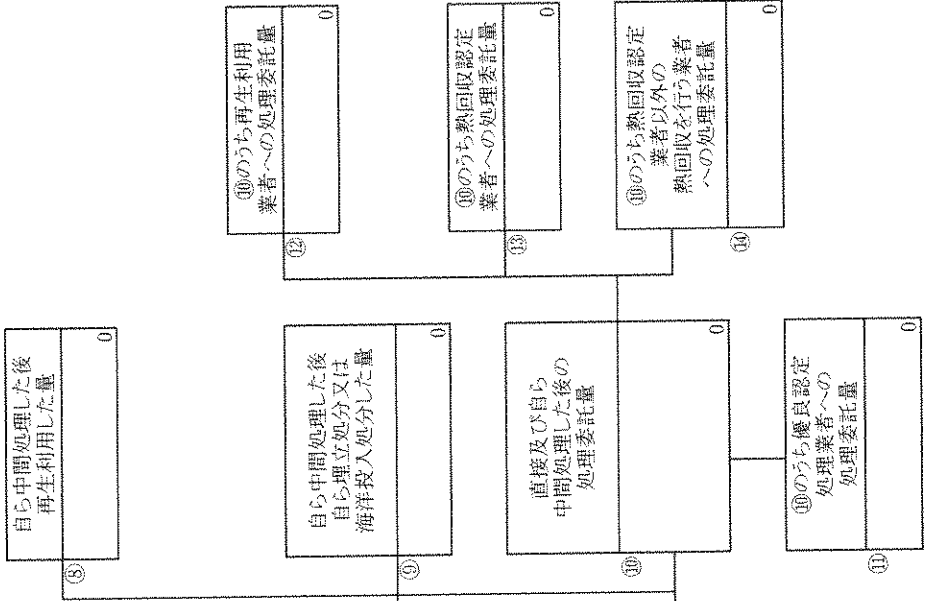 ⑧
自ら中間処理した後
再生利用した量
0
⑨
自ら中間処理した後
自ら埋立処分又は
海洋投入処分した量
0
⑩
直接及び自ら
中間処理した後の
処理委託量
0
⑪
⑩のうち優良認定
処理業者への
処理委託量
0
⑫
⑩のうち再生利用
業者への処理委託量
0
⑬
⑩のうち熱回収認定
業者への処理委託量
0
⑭
⑩のうち熱回収認定
業者以外の
熱回収を行う業者
への処理委託量
0